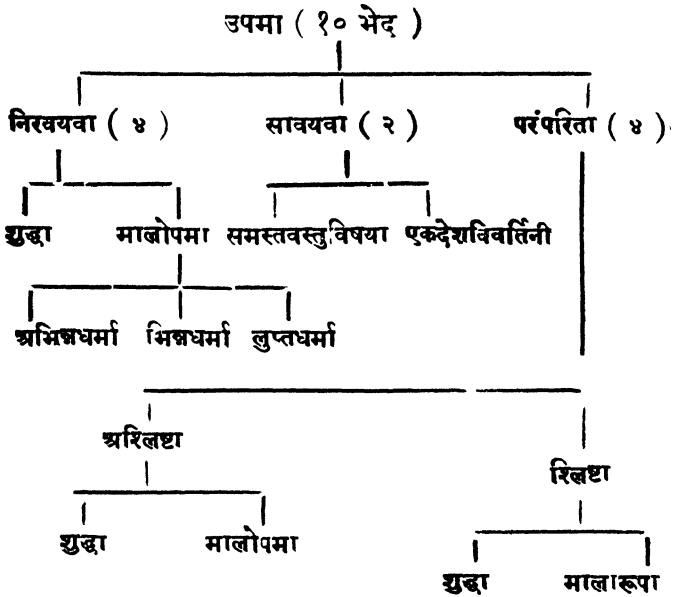 उपमा ( १० भेद )
निरवयवा ( ४ ) सावयवा ( २ ) परंपरिता ( ४ )
शुद्धा मालोपमा समस्तवस्तुविषया एकदेशविवर्तिनी
अभिन्नधर्मा भिन्नधर्मा लुप्तधर्मा
अश्लिष्टा
श्लिष्टा
शुद्धा मालोपमा
शुद्धा मालारूपा